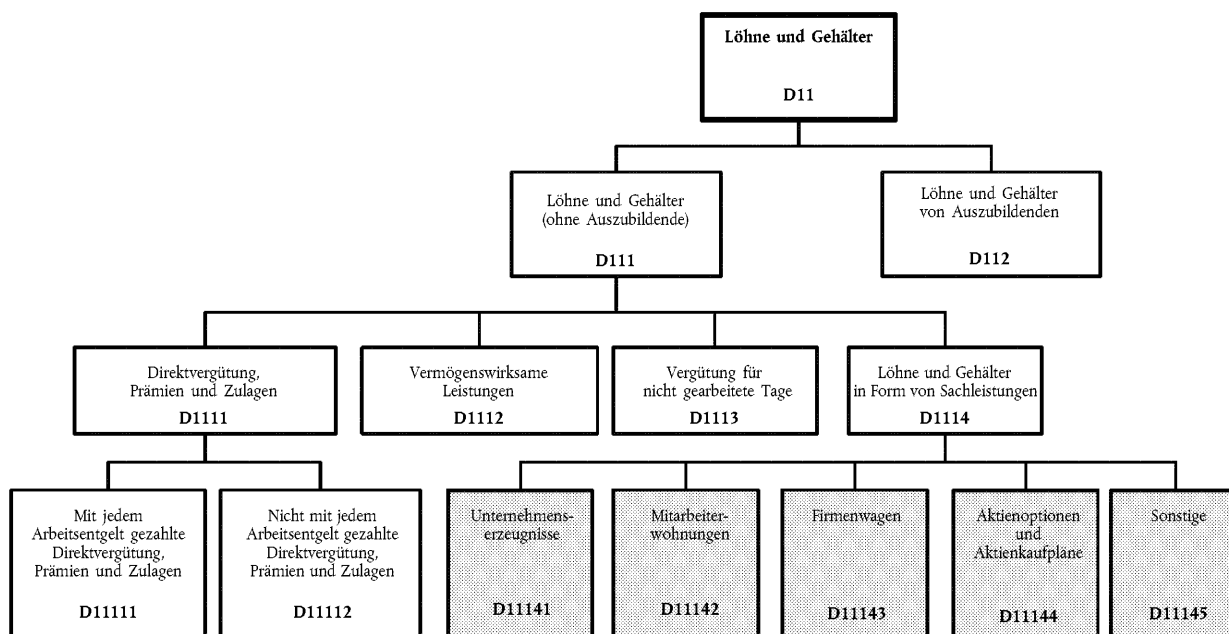 Löhne und Gehälter
D11
Löhne und Gehälter
(ohne Auszubildende)
D111
Löhne und Gehälter
von Auszubildenden
D112
Direktvergütung,
Prämien und Zulagen
D1111
Vermögenswirksame
Leistungen
D1112
Vergütung für
nicht gearbeitete Tage
D1113
Löhne und Gehälter
in Form von Sachleistungen
D1114
Mit jedem
Arbeitsentgelt gezahlte
Direktvergütung,
Prämien und Zulagen
D11111
Nicht mit jedem
Arbeitsentgelt gezahlte
Direktvergütung,
Prämien und Zulagen
D11112
Unternehmens-
erzeugnisse
D11141
Mitarbeiter-
wohnungen
D11142
Firmenwagen
D11143
Aktienoptionen
und
Aktienkaufpläne
D11144
Sonstige
D11145